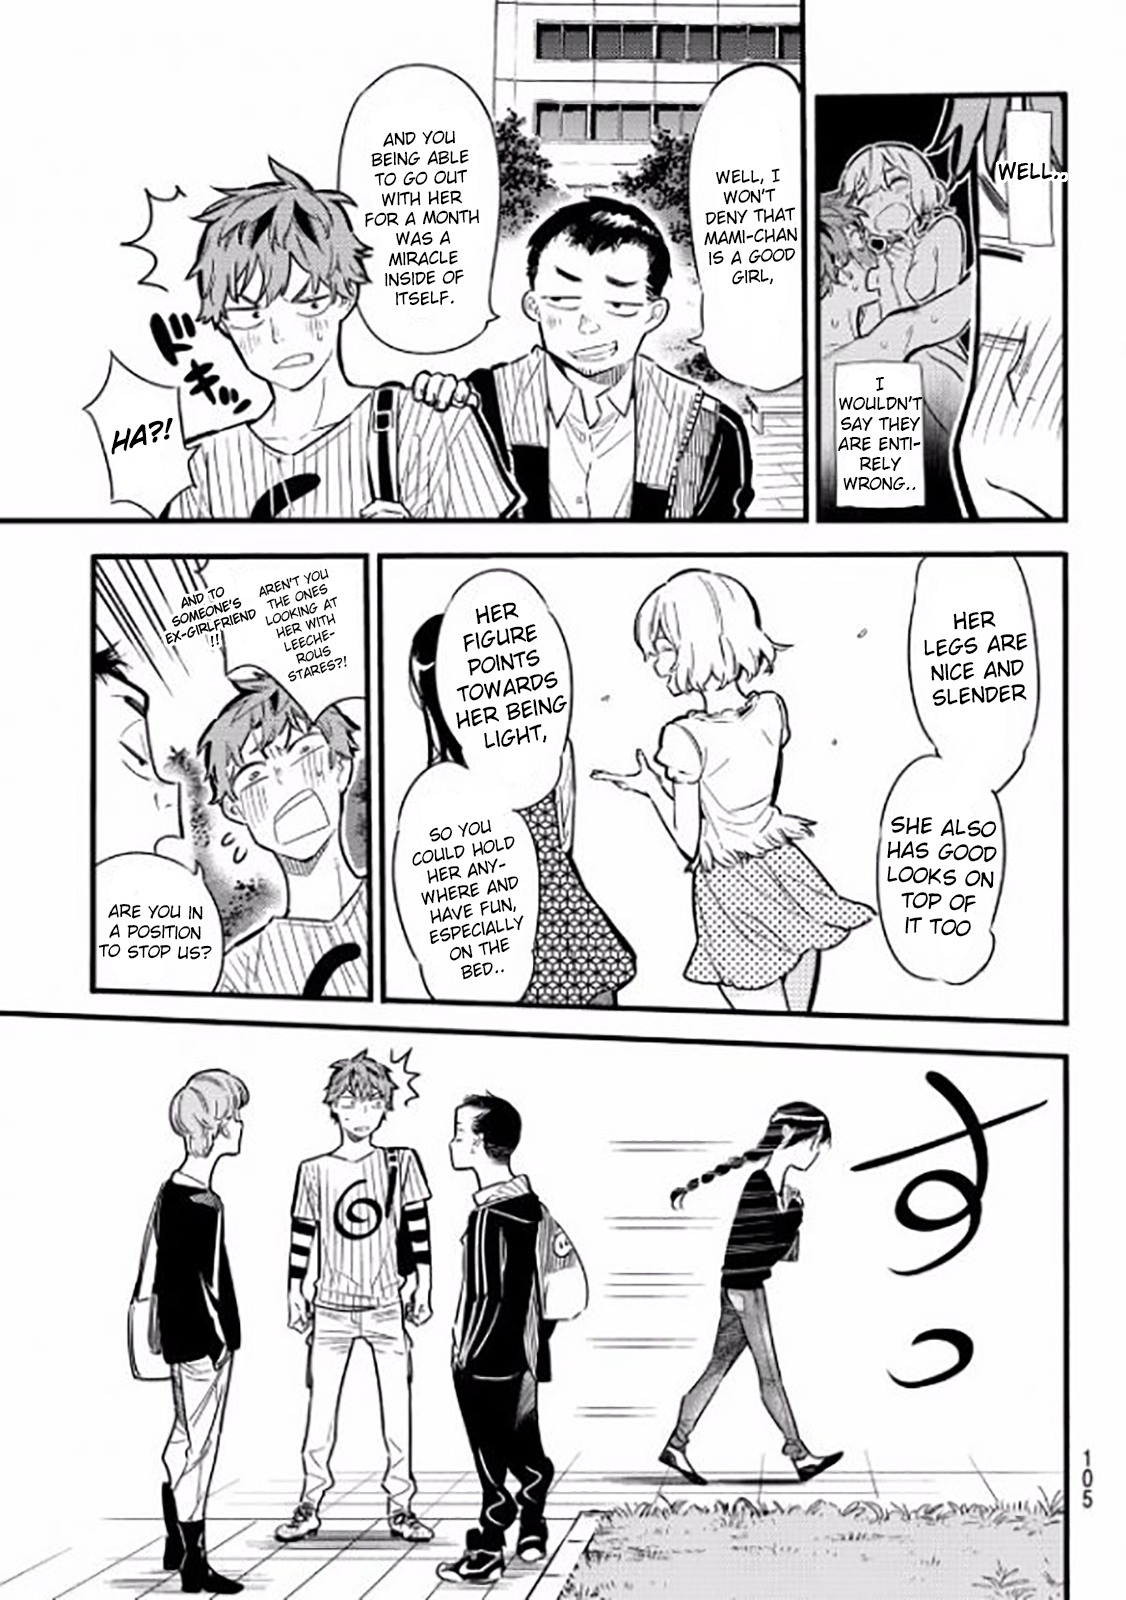 WELL..
I
WOULDN'T
SAY THEY
ARE ENTI-
RELY
WRONG..
WELL, I
WON'T
DENY THAT
MAMI-CHAN
IS A GOOD
GIRL,
AND YOU
BEING ABLE
TO GO OUT
WITH HER
FOR A MONTH
WAS A
MIRACLE
INSIDE OF
ITSELF.
ドキッ
HA?!
HER
LEGS ARE
NICE AND
SLENDER
SHE ALSO
HAS GOOD
LOOKS ON
TOP OF
IT TOO
HER
FIGURE
POINTS
TOWARDS
HER BEING
LIGHT,
SO YOU
COULD HOLD
HER ANY-
WHERE AND
HAVE FUN,
ESPECIALLY
ON THE
BED..
AREN'T YOU
THE ONES
LOOKING AT
HER WITH
LEECHE-
ROUS
STARES?!
AND TO
SOMEONE'S
EX-GIRLFRIEND
!!
ARE YOU IN
A POSITION
TO STOP US?
すっ
105